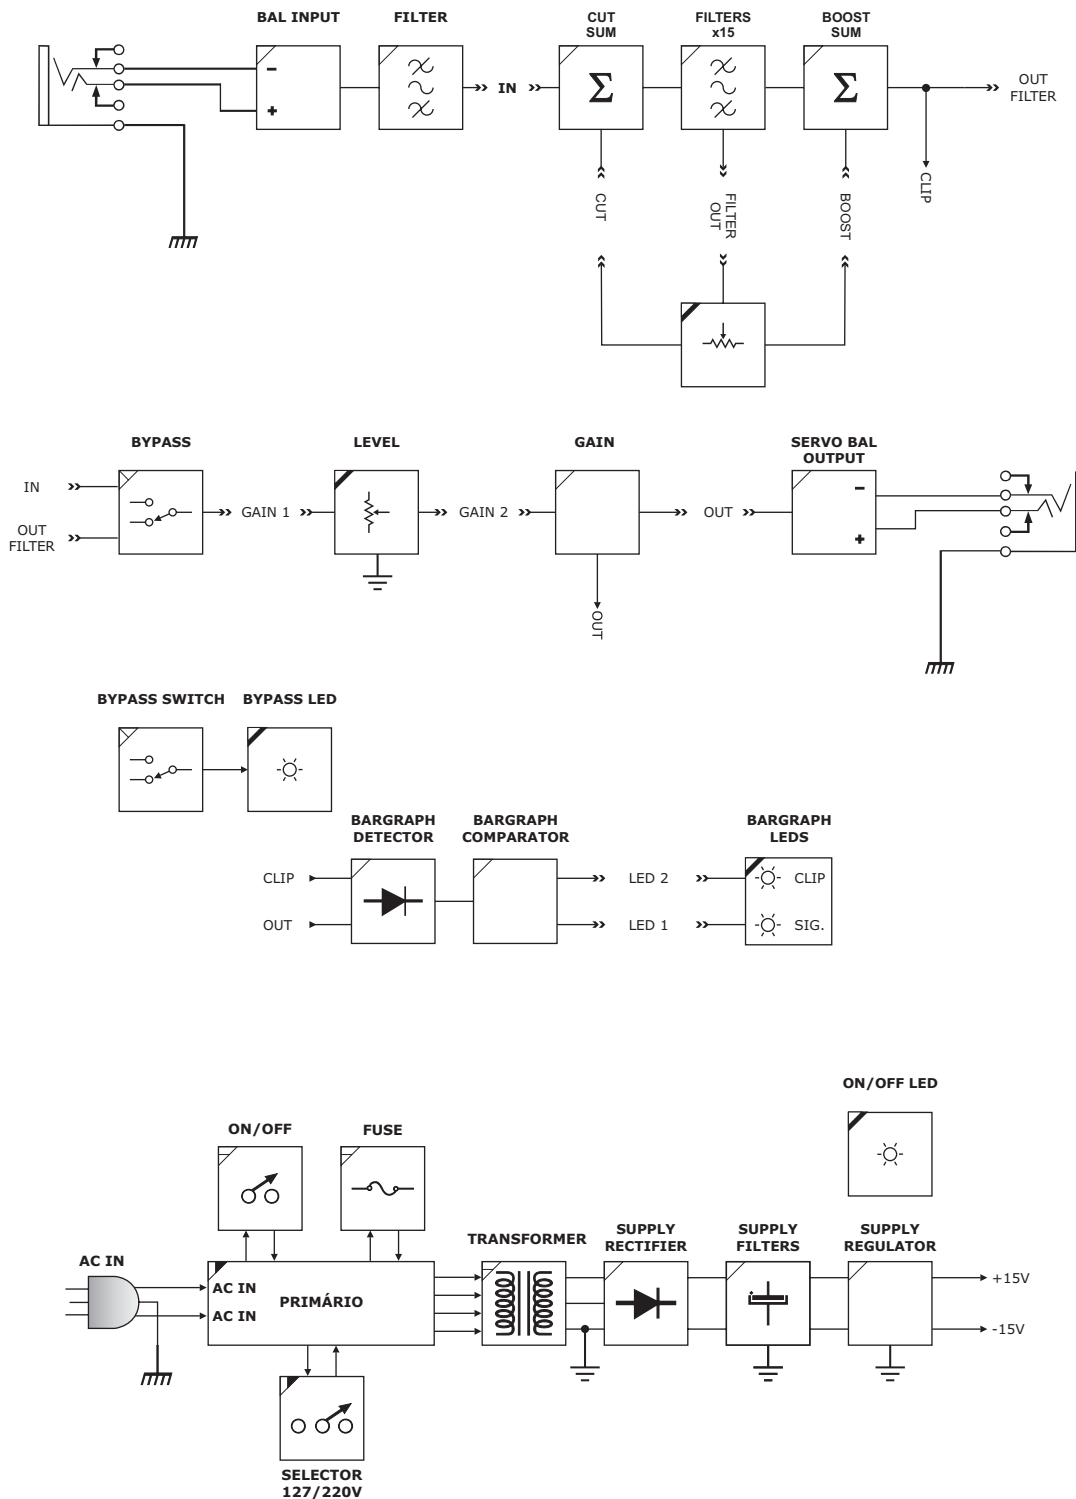 BAL INPUT
FILTER
CUT
SUM
FILTERS
x15
BOOST
SUM
-
+
IN
Σ
Σ
OUT
FILTER
CLIP
CUT
FILTER
OUT
BOOST
BYPASS
LEVEL
GAIN
SERVO BAL
OUTPUT
IN
OUT
FILTER
GAIN 1
GAIN 2
OUT
-
+
OUT
BYPASS SWITCH
BYPASS LED
BARGRAPH
DETECTOR
BARGRAPH
COMPARATOR
BARGRAPH
LEDS
CLIP
LED 2
CLIP
OUT
LED 1
SIG.
ON/OFF LED
ON/OFF
FUSE
AC IN
TRANSFORMER
SUPPLY
RECTIFIER
SUPPLY
FILTERS
SUPPLY
REGULATOR
AC IN
AC IN
PRIMÁRIO
+15V
-15V
SELECTOR
127/220V